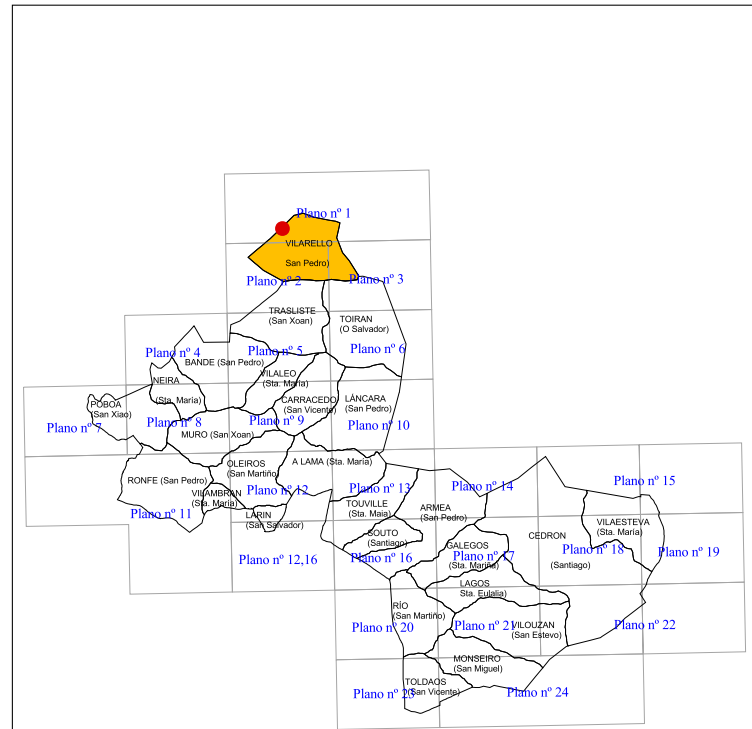 Plano nº 1
VILARELLO
San Pedro)
Plano nº 2
Plano nº 3
TRASLISTE
(San Xoan)
TOIRAN
(O Salvador)
Plano nº 4
Plano nº 5
Plano nº 6
BANDE (San Pedro)
VILALEO
(Sta. María)
NEIRA
(Sta. María)
CARRACEDO
(San Vicente)
LÁNCARA
(San Pedro)
POBOA
(San Xiao)
Plano nº 7
Plano nº 8
Plano nº 9
Plano nº 10
MURO (San Xoan)
OLEIROS
(San Martiño)
A LAMA (Sta. María)
RONFE (San Pedro)
VILAMBRAN
(Sta. María)
Plano nº 11
Plano nº 12
Plano nº 13
Plano nº 14
Plano nº 15
LARIN
(San Salvador)
TOUVILLE
(Sta. Maia)
ARMEA
(San Pedro)
VILAESTEVA
(Sta. María)
SOUTO
(Santiago)
GALEGOS
(Sta. Mariña)
CEDRON
(Santiago)
Plano nº 12,16
Plano nº 16
Plano nº 17
Plano nº 18
Plano nº 19
LAGOS
Sta. Eulalia)
RÍO
(San Martiño)
VILOUZAN
(San Estevo)
Plano nº 20
Plano nº 21
Plano nº 22
MONSEIRO
(San Miguel)
TOLDAOS
(San Vicente)
Plano nº 23
Plano nº 24